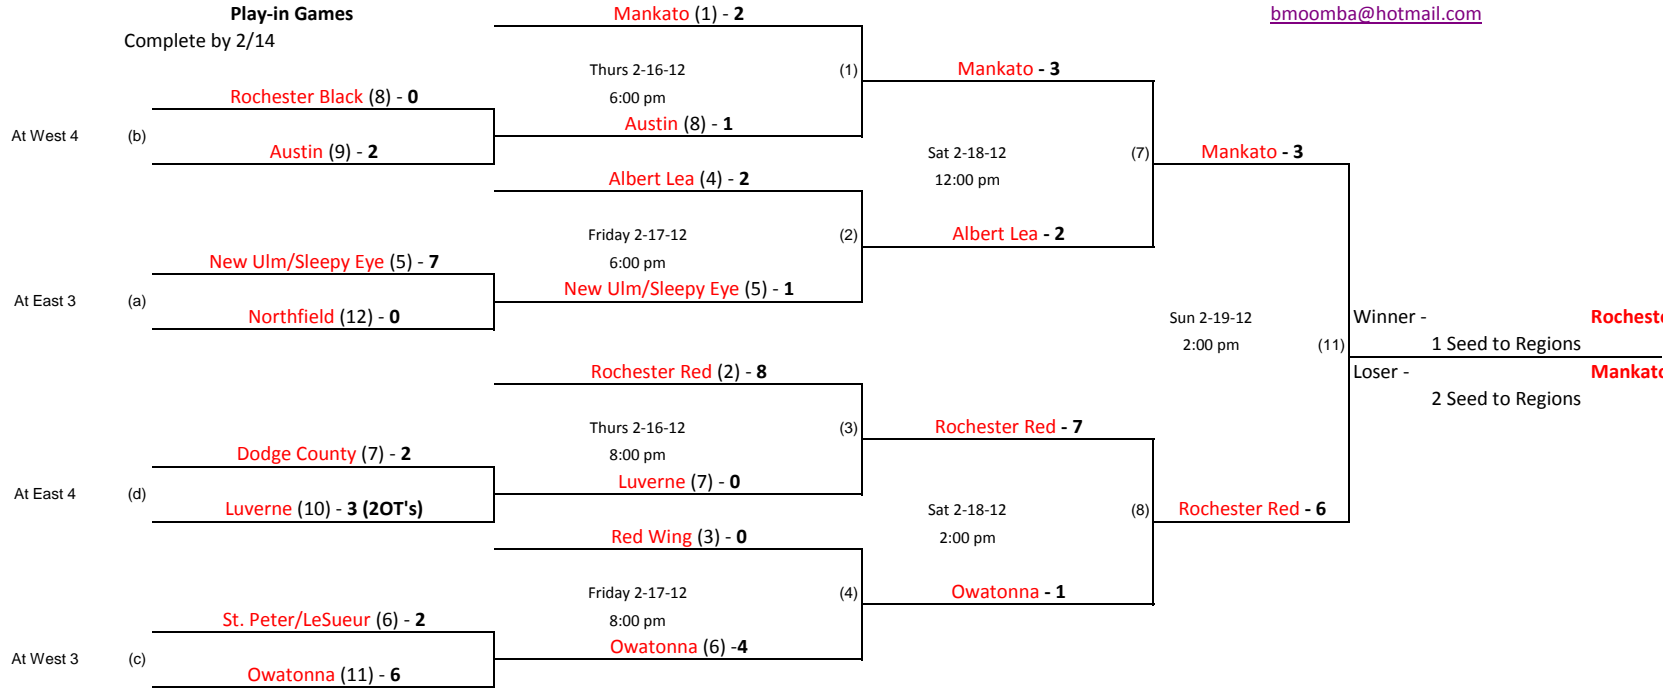 Play-in Games
Mankato (1) - 2
bmoomba@hotmail.com
Complete by 2/14
Thurs 2-16-12
(1)
Mankato - 3
Rochester Black (8) - 0
6:00 pm
At West 4
(b)
Austin (8) - 1
Austin (9) - 2
Sat 2-18-12
(7)
Mankato - 3
Albert Lea (4) - 2
12:00 pm
Friday 2-17-12
(2)
Albert Lea - 2
New Ulm/Sleepy Eye (5) - 7
6:00 pm
At East 3
(a)
New Ulm/Sleepy Eye (5) - 1
Northfield (12) - 0
Sun 2-19-12
Winner -
Rocheste
2:00 pm
(11)
1 Seed to Regions
Rochester Red (2) - 8
Loser -
Mankato
2 Seed to Regions
Thurs 2-16-12
(3)
Rochester Red - 7
Dodge County (7) - 2
8:00 pm
At East 4
(d)
Luverne (7) - 0
Luverne (10) - 3 (2OT's)
Sat 2-18-12
(8)
Rochester Red - 6
Red Wing (3) - 0
2:00 pm
Friday 2-17-12
(4)
Owatonna - 1
St. Peter/LeSueur (6) - 2
8:00 pm
At West 3
(c)
Owatonna (6) -4
Owatonna (11) - 6